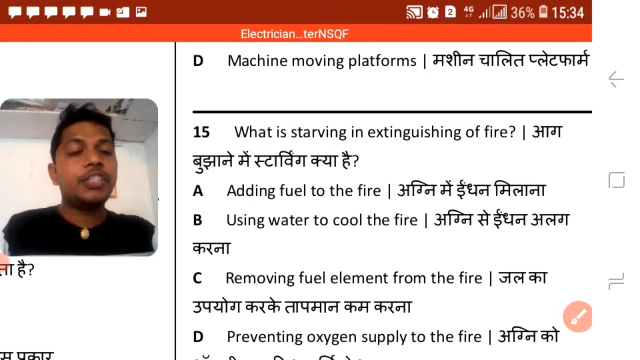 4G 2 36% 15:34
Electrician...terNSQF
D Machine moving platforms | मशीन चालित प्लेटफार्म
15 What is starving in extinguishing of fire? | आग
बुझाने में स्टार्विंग क्या है?
A Adding fuel to the fire | अग्नि में ईंधन मिलाना
B Using water to cool the fire | अग्नि से ईंधन अलग
करना
C Removing fuel element from the fire | जल का
उपयोग करके तापमान कम करना
D Preventing oxygen supply to the fire | अग्नि को
ता है?